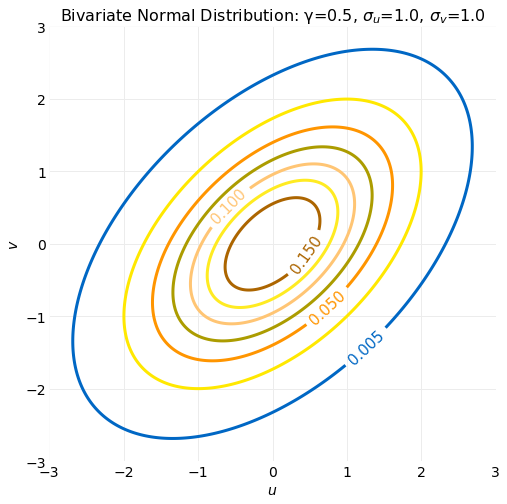 Bivariate Normal Distribution: γ=0.5, σ_u=1.0, σ_v=1.0
3
2
1
0
−1
−2
−3
v
0.100
0.150
0.050
0.005
−3 −2 −1 0 1 2 3
u